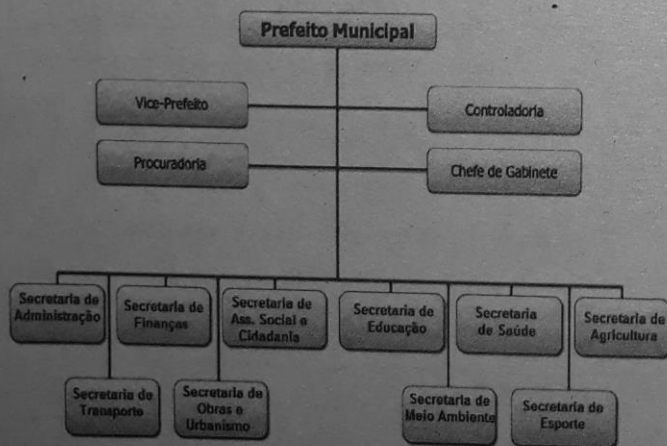 Prefeito Municipal
Vice-Prefeito
Controladoria
Procuradoria
Chefe de Gabinete
Secretaria de
Administração
Secretaria de
Finanças
Secretaria de
Ass. Social e
Cidadania
Secretaria de
Educação
Secretaria
de Saúde
Secretaria de
Agricultura
Secretaria de
Transporte
Secretaria de
Obras e
Urbanismo
Secretaria de
Meio Ambiente
Secretaria de
Esporte